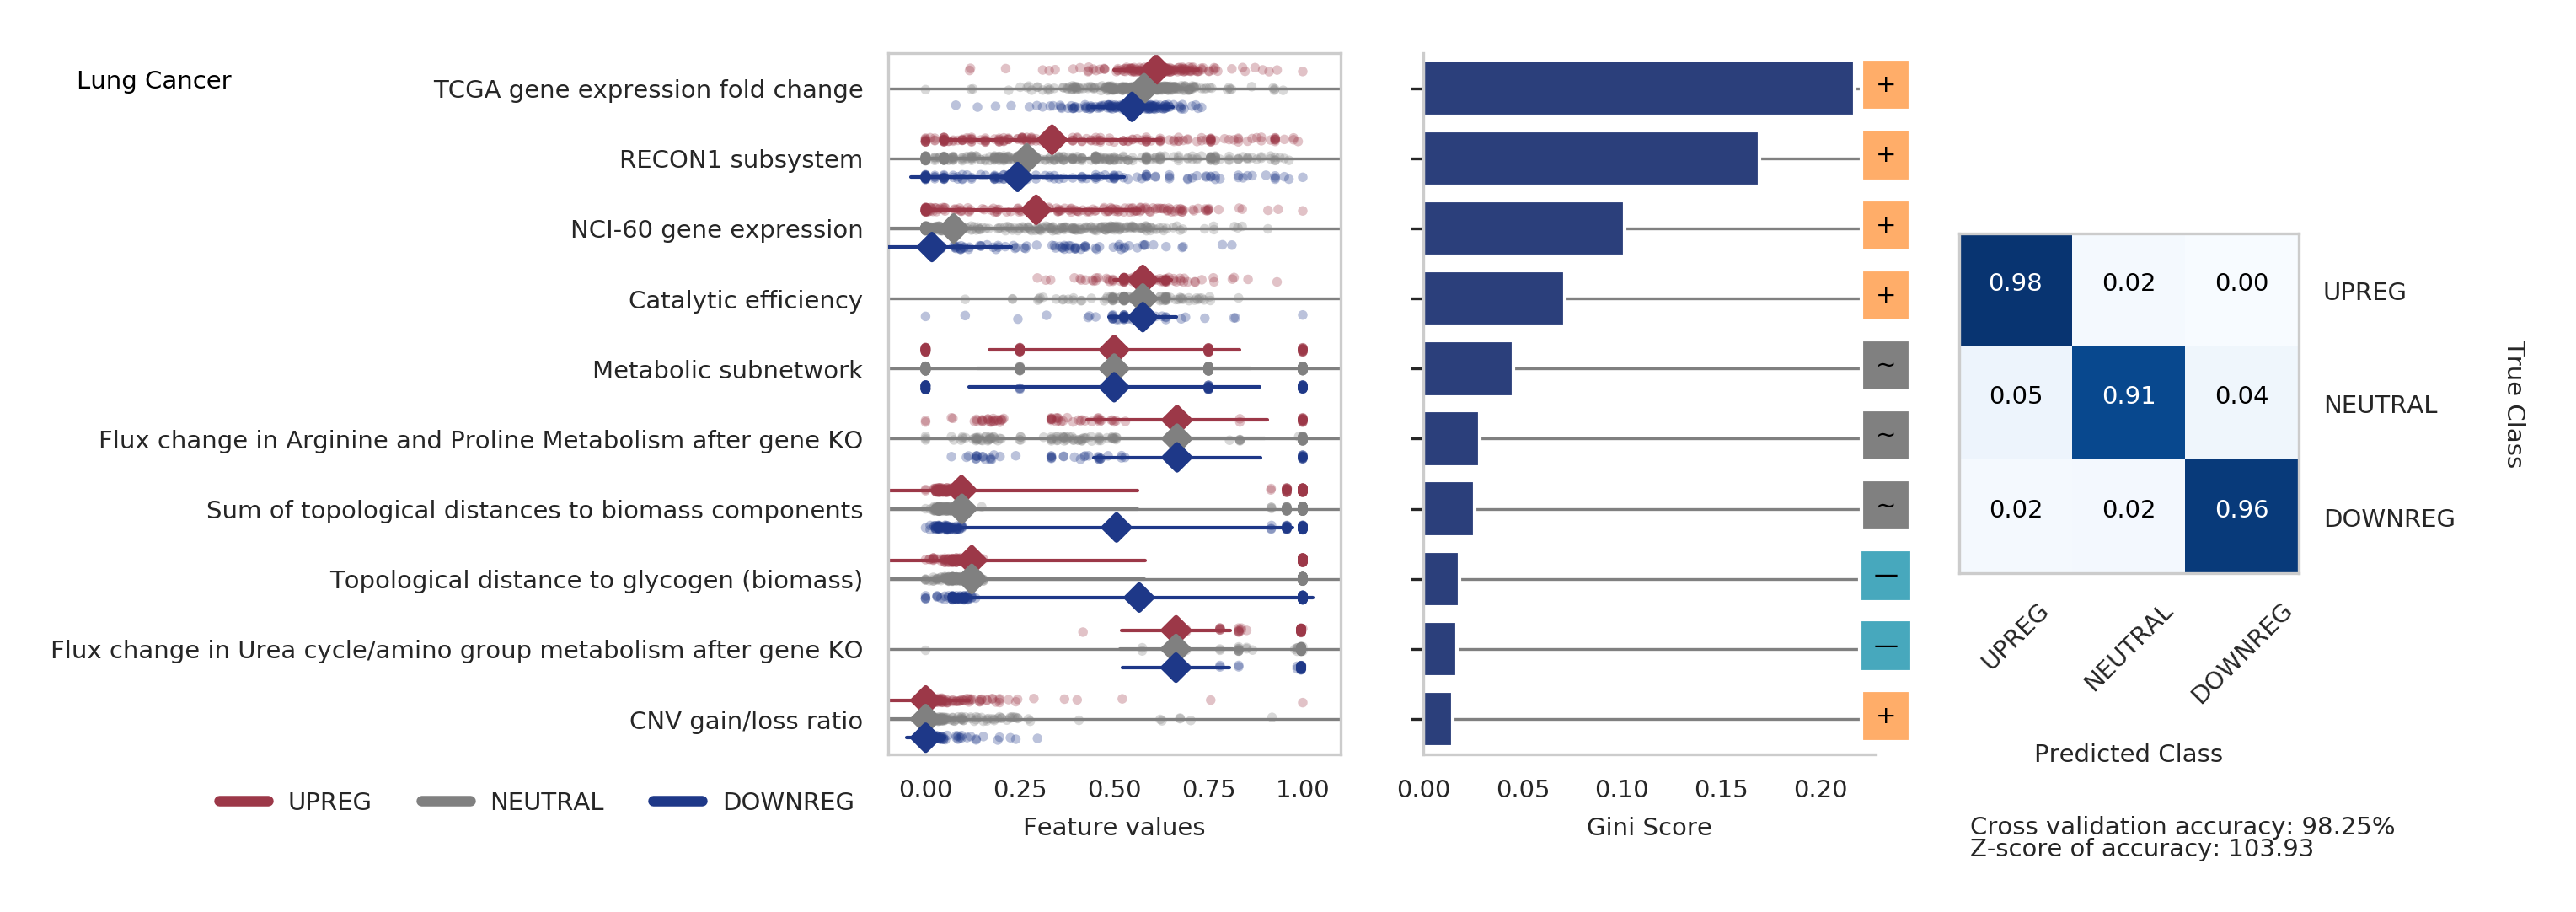 Lung Cancer
TCGA gene expression fold change
RECON1 subsystem
NCI-60 gene expression
Catalytic efficiency
Metabolic subnetwork
Flux change in Arginine and Proline Metabolism after gene KO
Sum of topological distances to biomass components
Topological distance to glycogen (biomass)
Flux change in Urea cycle/amino group metabolism after gene KO
CNV gain/loss ratio
UPREG NEUTRAL DOWNREG
0.00 0.25 0.50 0.75 1.00
Feature values
+
+
+
+
~
~
~
—
—
+
0.00 0.05 0.10 0.15 0.20
Gini Score
0.98 0.02 0.00 UPREG
0.05 0.91 0.04 NEUTRAL
0.02 0.02 0.96 DOWNREG
True Class
UPREG NEUTRAL DOWNREG
Predicted Class
Cross validation accuracy: 98.25%
Z-score of accuracy: 103.93